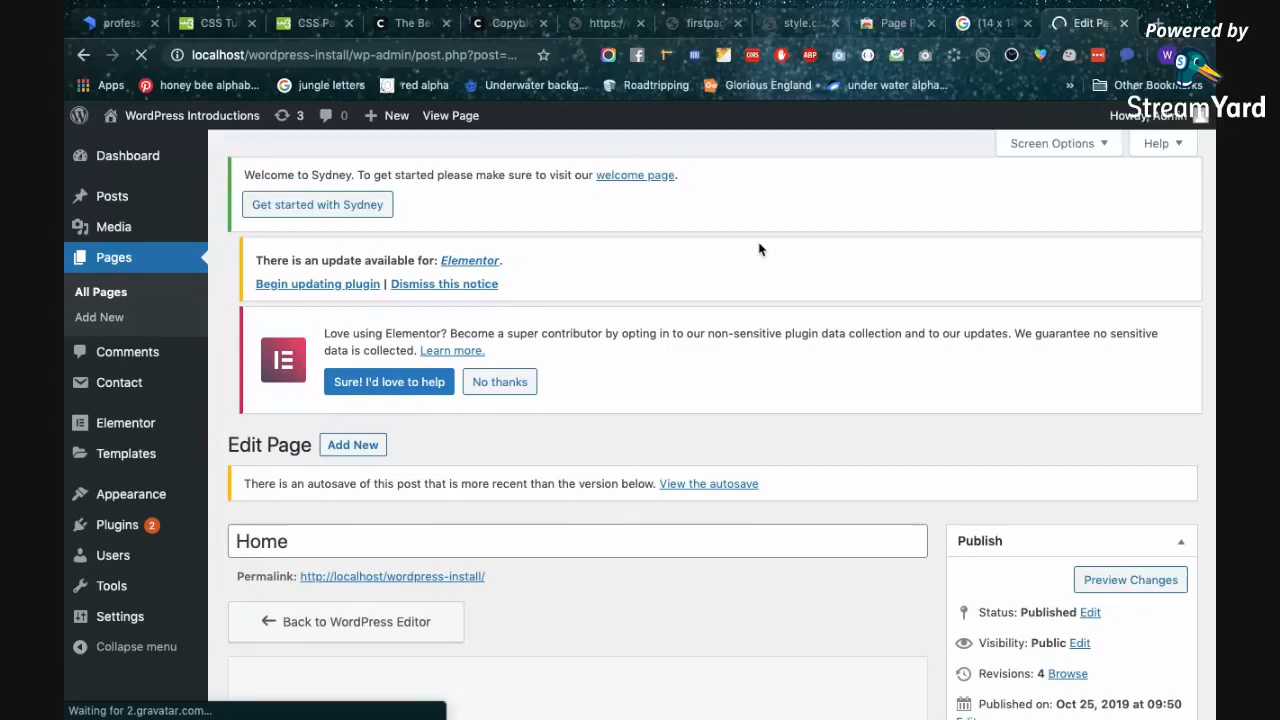 profess
CSS Tu
CSS Pa
The Be
Copybl
https:/
firstpac
style.c
Page R
(14 x 1
Edit Pa
Powered by
localhost/wordpress-install/wp-admin/post.php?post=...
Apps
honey bee alphab...
jungle letters
red alpha
Underwater backg...
Roadtripping
Glorious England
under water alpha...
»
Other Bookmarks
StreamYard
WordPress Introductions
3
0
New
View Page
Howdy, Admin
Dashboard
Posts
Media
Pages
All Pages
Add New
Comments
Contact
Elementor
Templates
Appearance
Plugins 2
Users
Tools
Settings
Collapse menu
Screen Options
Help
Welcome to Sydney. To get started please make sure to visit our welcome page.
Get started with Sydney
There is an update available for: Elementor.
Begin updating plugin | Dismiss this notice
Love using Elementor? Become a super contributor by opting in to our non-sensitive plugin data collection and to our updates. We guarantee no sensitive
data is collected. Learn more.
Sure! I'd love to help
No thanks
Edit Page
Add New
There is an autosave of this post that is more recent than the version below. View the autosave
Home
Permalink: http://localhost/wordpress-install/
Back to WordPress Editor
Publish
Preview Changes
Status: Published Edit
Visibility: Public Edit
Revisions: 4 Browse
Published on: Oct 25, 2019 at 09:50
Edit
Waiting for 2.gravatar.com...